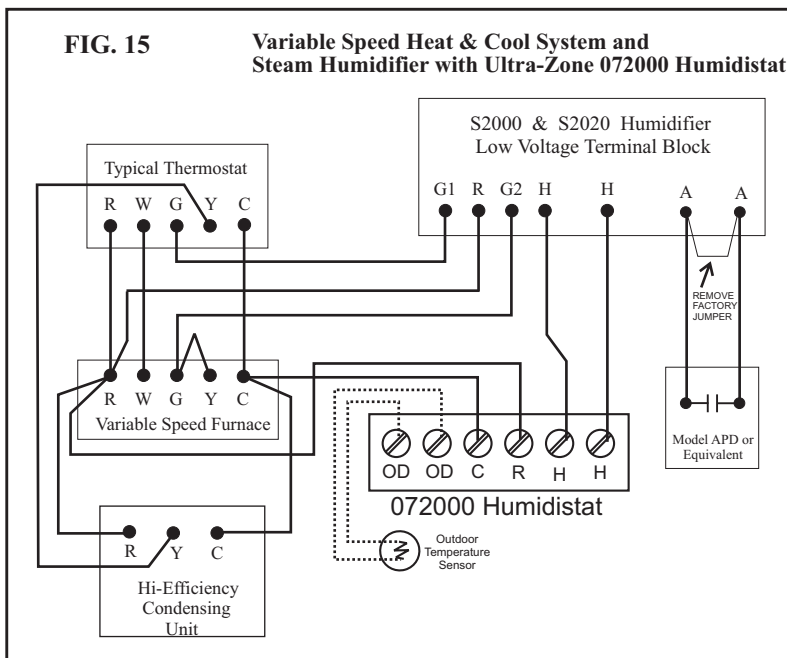 FIG. 15
Variable Speed Heat & Cool System and
Steam Humidifier with Ultra-Zone 072000 Humidistat
S2000 & S2020 Humidifier
Low Voltage Terminal Block
G1 R G2 H H A A
REMOVE
FACTORY
JUMPER
Typical Thermostat
R W G Y C
R W G Y C
Variable Speed Furnace
Model APD or
Equivalent
OD OD C R H H
072000 Humidistat
Outdoor
Temperature
Sensor
R Y C
Hi-Efficiency
Condensing
Unit